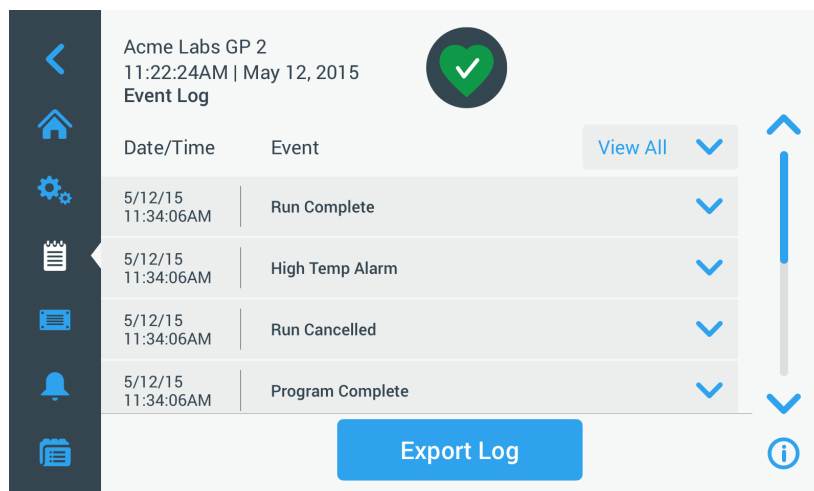 Acme Labs GP 2
11:22:24AM | May 12, 2015
Event Log
Date/Time Event View All
5/12/15
11:34:06AM
Run Complete
5/12/15
11:34:06AM
High Temp Alarm
5/12/15
11:34:06AM
Run Cancelled
5/12/15
11:34:06AM
Program Complete
Export Log